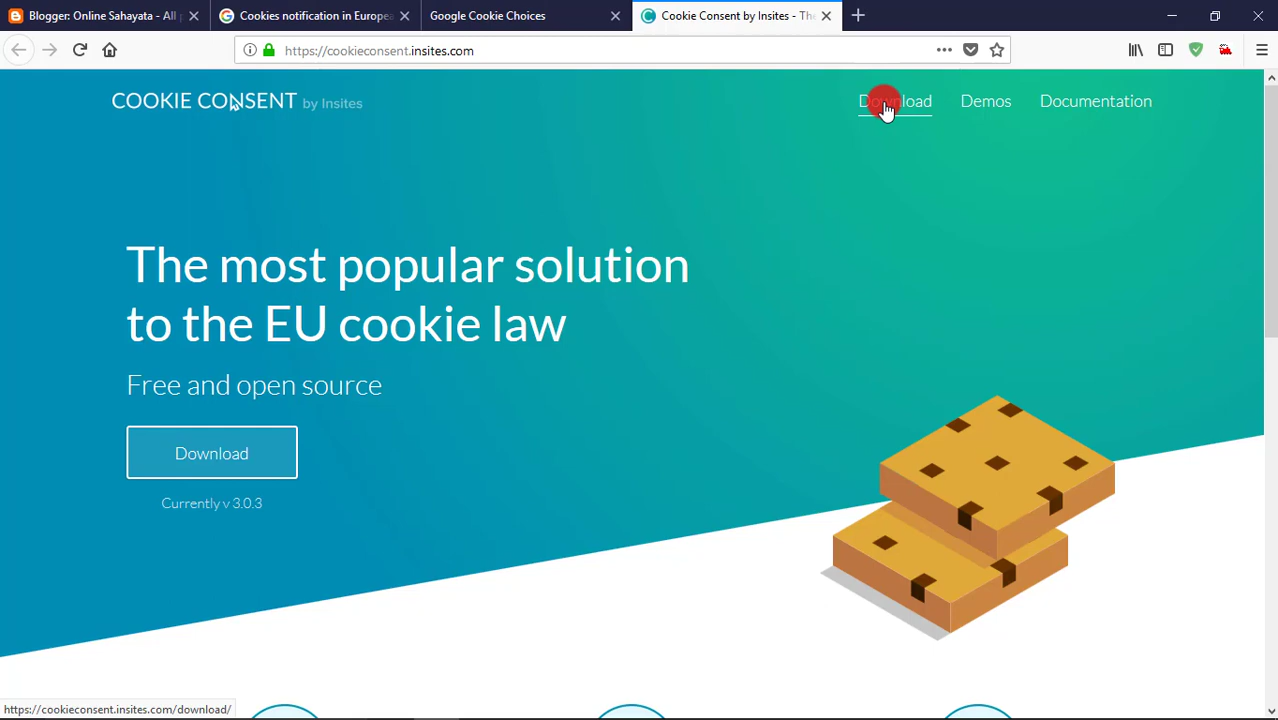 Blogger: Online Sahayata - All p
Cookies notification in Europea
Google Cookie Choices
Cookie Consent by Insites - The
https://cookieconsent.insites.com
COOKIE CONSENT by Insites
Download
Demos
Documentation
The most popular solution
to the EU cookie law
Free and open source
Download
Currently v 3.0.3
https://cookieconsent.insites.com/download/